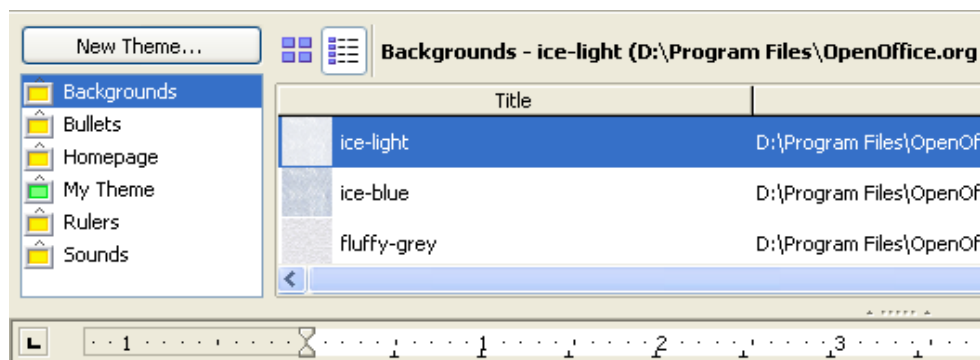 New Theme...
Backgrounds - ice-light (D:\Program Files\OpenOffice.org
Backgrounds
Bullets
Homepage
My Theme
Rulers
Sounds
Title
ice-light D:\Program Files\OpenOf
ice-blue D:\Program Files\OpenOf
fluffy-grey D:\Program Files\OpenOf
1 1 2 3